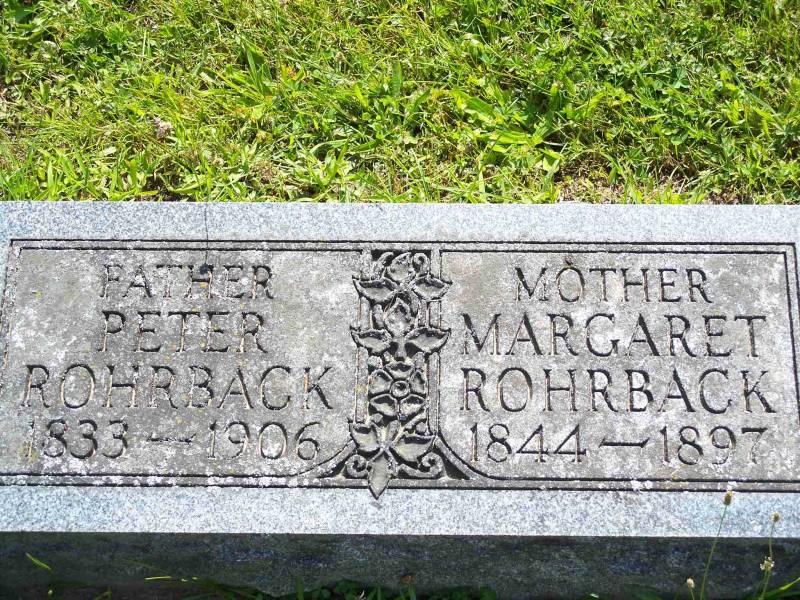 FATHER
PETER
ROHRBACK
1833 — 1906
MOTHER
MARGARET
ROHRBACK
1844 — 1897